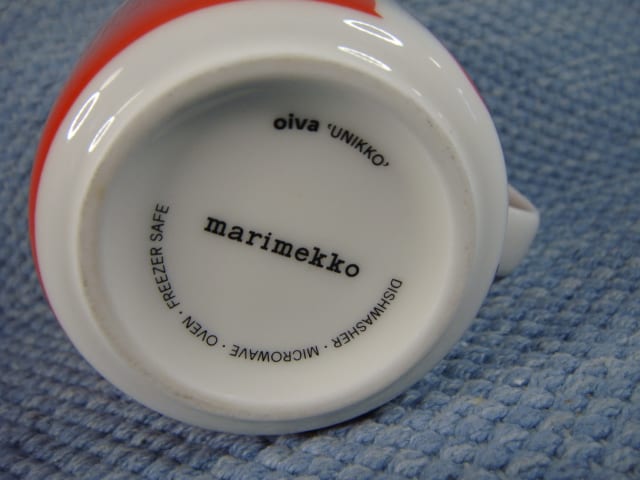 oiva 'UNIKKO'
marimekko
DISHWASHER · MICROWAVE · OVEN · FREEZER SAFE